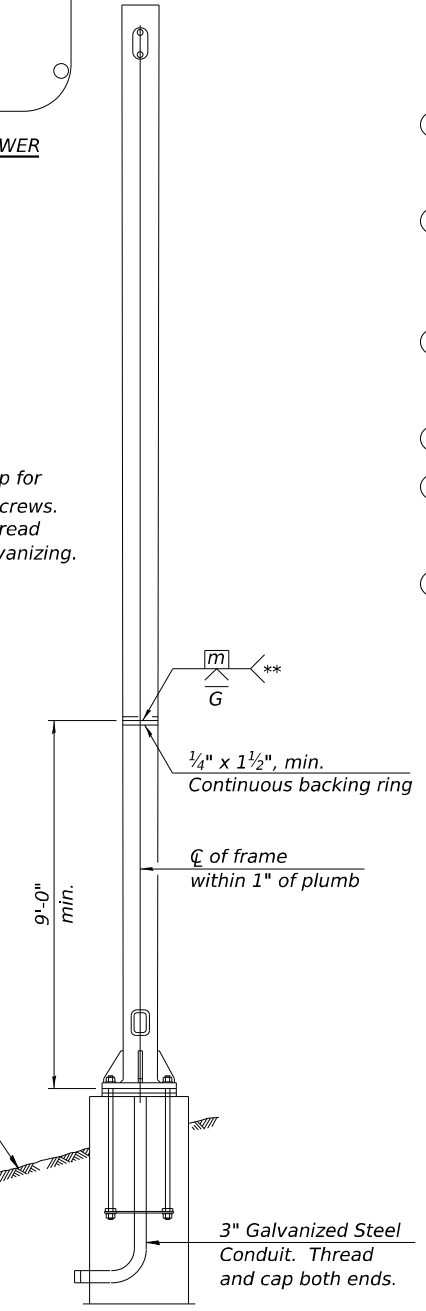 WER
p for
crews.
read
vanizing.
m
**
G
¼" x 1½", min.
Continuous backing ring
℄ of frame
within 1" of plumb
9'-0"
min.
3" Galvanized Steel
Conduit. Thread
and cap both ends.